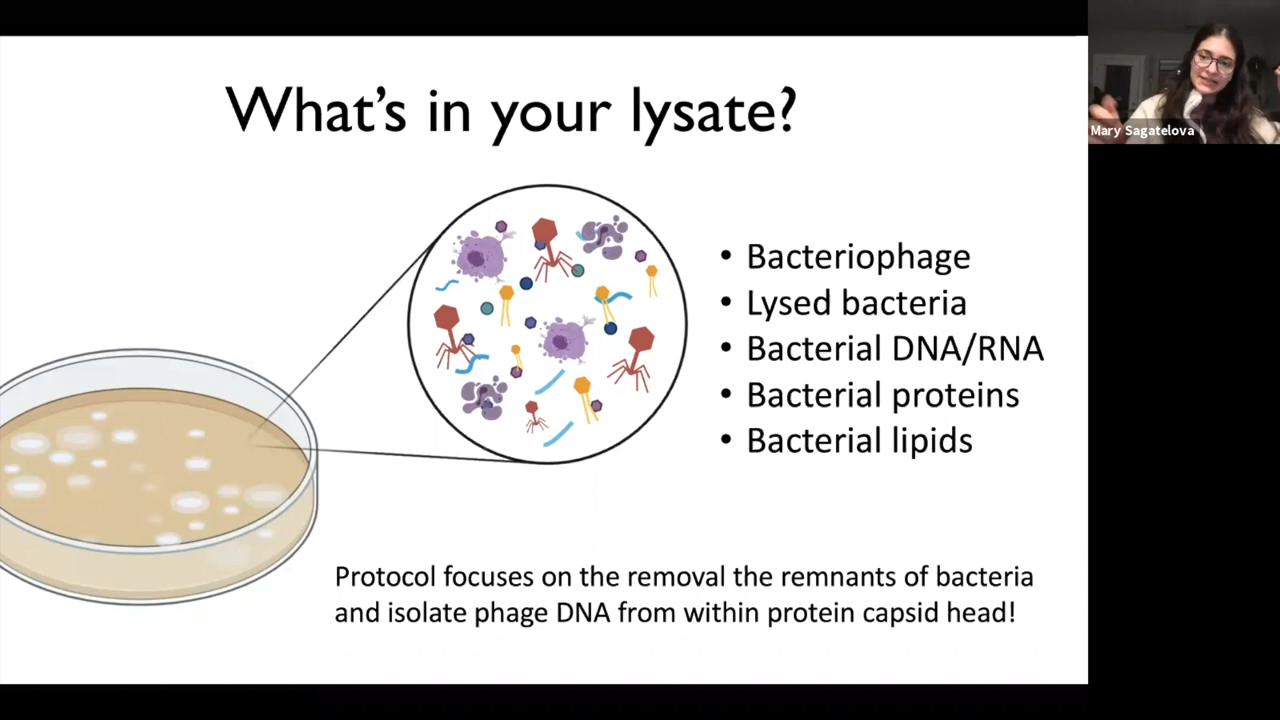 What's in your lysate?
Mary Sagatelova
• Bacteriophage
• Lysed bacteria
• Bacterial DNA/RNA
• Bacterial proteins
• Bacterial lipids
Protocol focuses on the removal the remnants of bacteria
and isolate phage DNA from within protein capsid head!